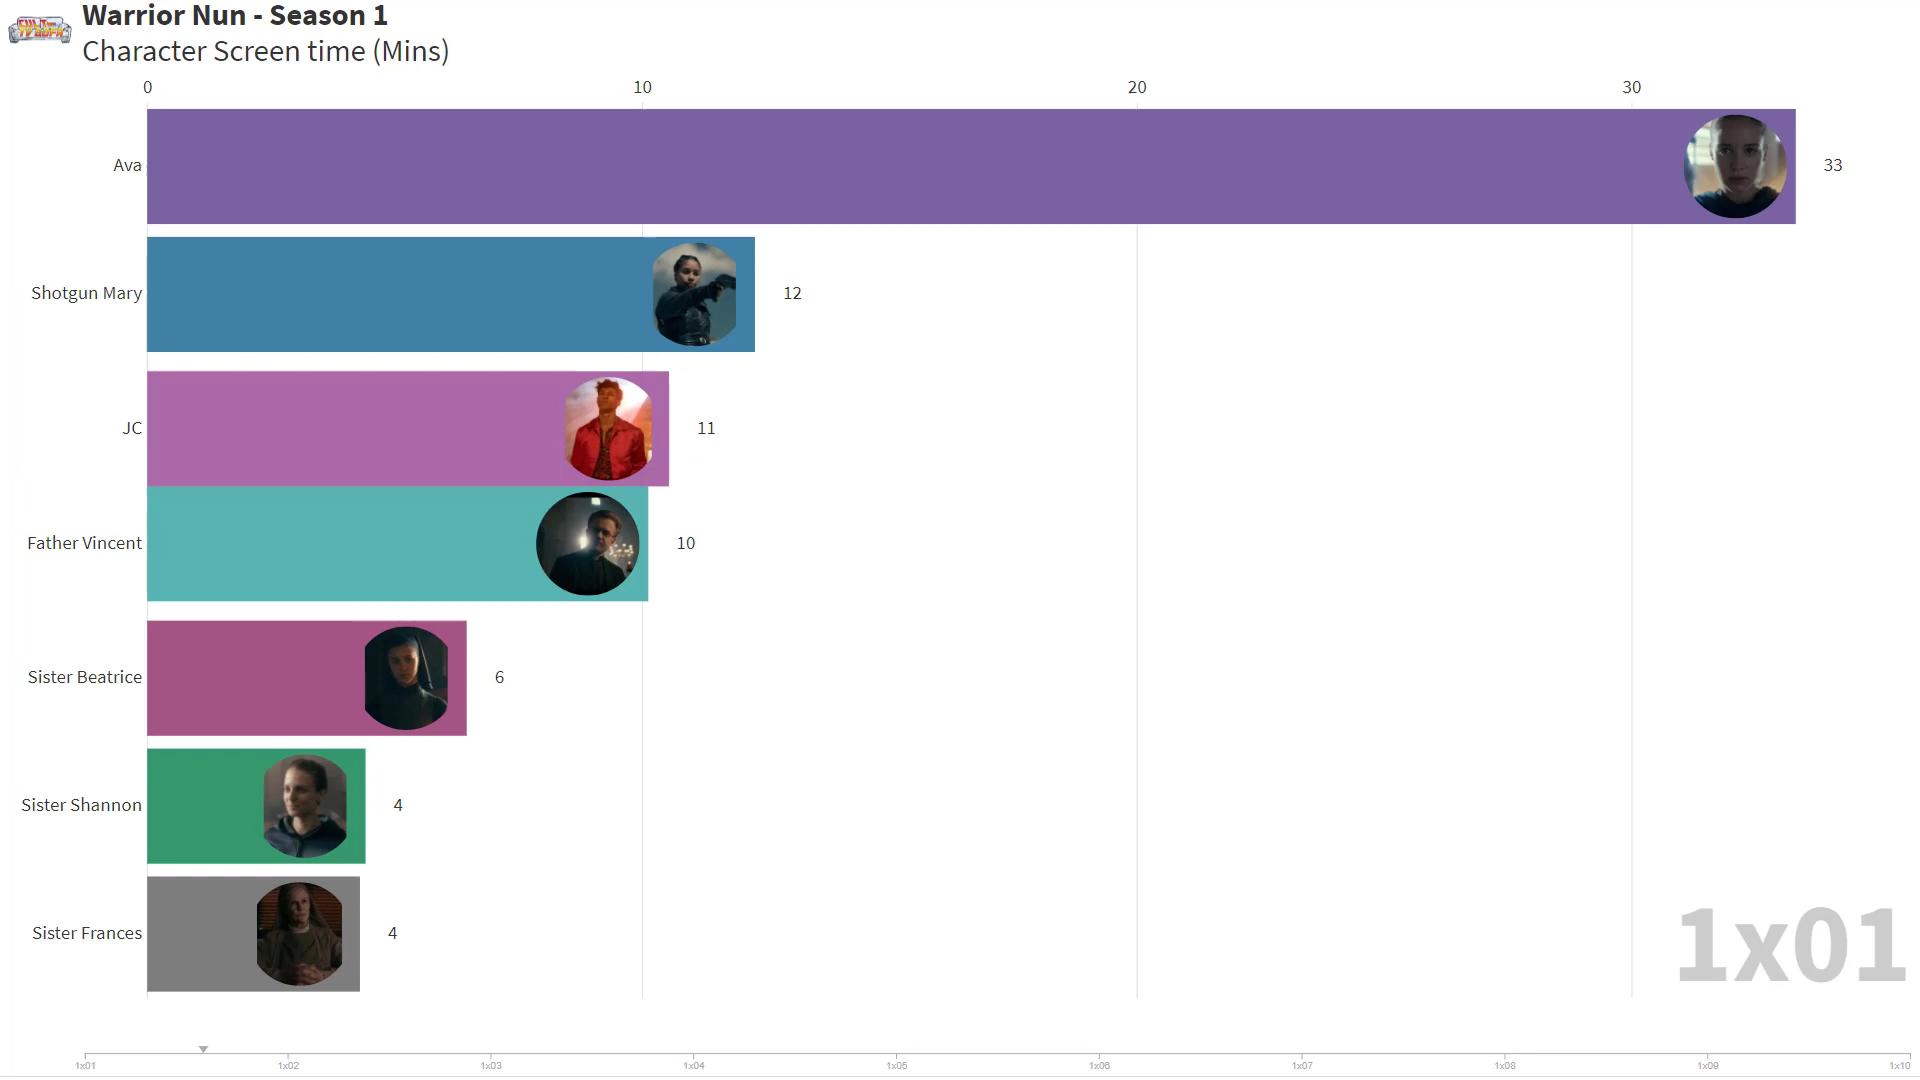 Warrior Nun - Season 1
Character Screen time (Mins)
0 10 20 30
Ava 33
Shotgun Mary 12
JC 11
Father Vincent 10
Sister Beatrice 6
Sister Shannon 4
Sister Frances 4
1x01
1x01 1x02 1x03 1x04 1x05 1x06 1x07 1x08 1x09 1x10